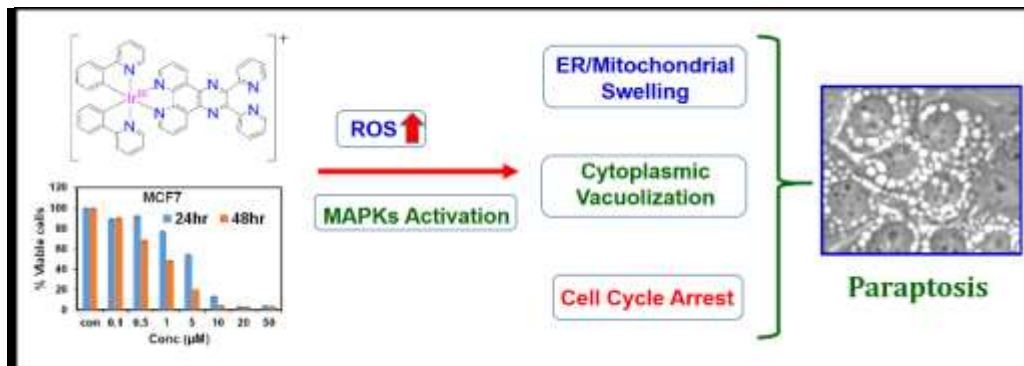 +
N
N
N
N
N
N
N
N
Ir
III
MCF7
24hr 48hr
120
100
80
60
40
20
0
% Viable cells
con 0.1 0.5 1 5 10 20 50
Conc (µM)
ROS
MAPKs Activation
ER/Mitochondrial
Swelling
Cytoplasmic
Vacuolization
Cell Cycle Arrest
Paraptosis